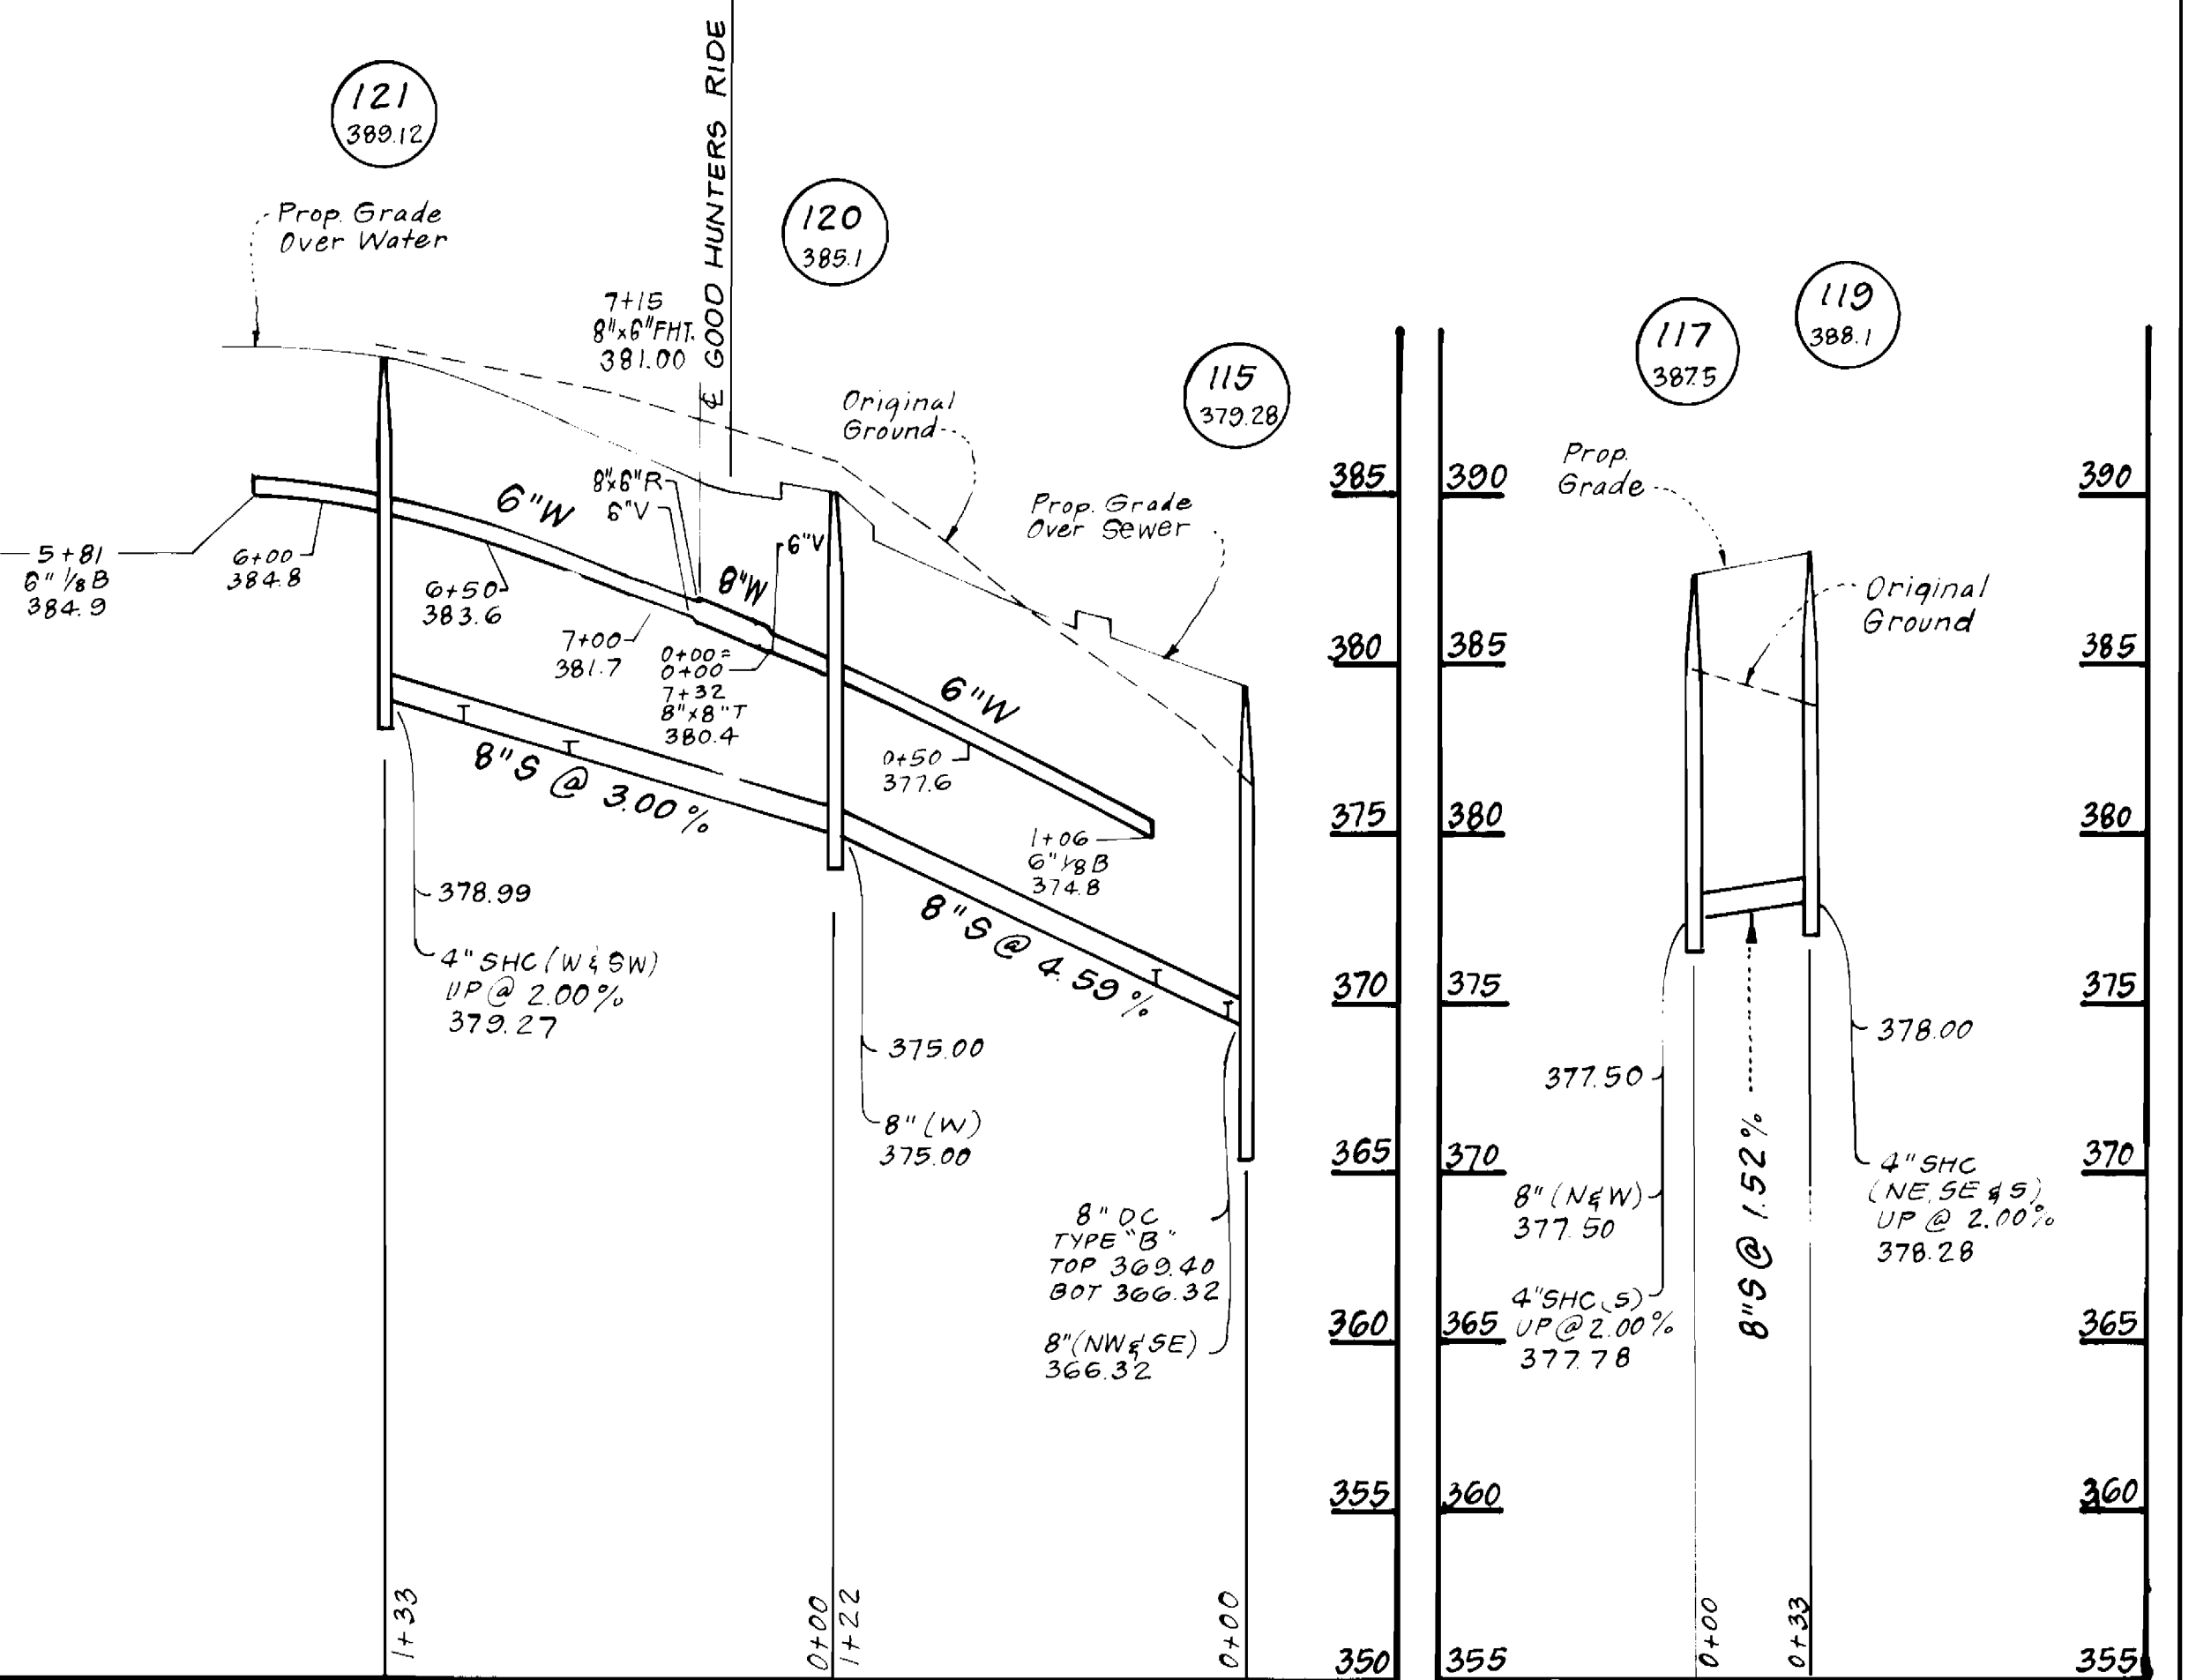 121
389.12
Prop. Grade
Over Water
℄ GOOD HUNTERS RIDE
120
385.1
7+15
8"x6"FHT.
381.00
Original
Ground
115
379.28
Prop. Grade
Over Sewer
8"x6"R
6"V
6"V
6"W
8"W
6"W
5+81
6" 1/8 B
384.9
6+00
384.8
6+50
383.6
7+00
381.7
0+00=
0+00
7+32
8"x8"T
380.4
0+50
377.6
1+06
6" 1/8 B
374.8
8"S @ 3.00%
8"S @ 4.59%
378.99
4" SHC (W & SW)
UP @ 2.00%
379.27
375.00
8" (W)
375.00
8" DC
TYPE "B"
TOP 369.40
BOT 366.32
8" (NW & SE)
366.32
1+33
0+00
1+22
0+00
385
380
375
370
365
360
355
350
390
385
380
375
370
365
360
355
117
387.5
119
388.1
Prop.
Grade
Original
Ground
377.50
8" (N & W)
377.50
4" SHC (S)
UP @ 2.00%
377.78
8"S @ 1.52%
378.00
4" SHC
(NE, SE & S)
UP @ 2.00%
378.28
0+00
0+33
390
385
380
375
370
365
360
355